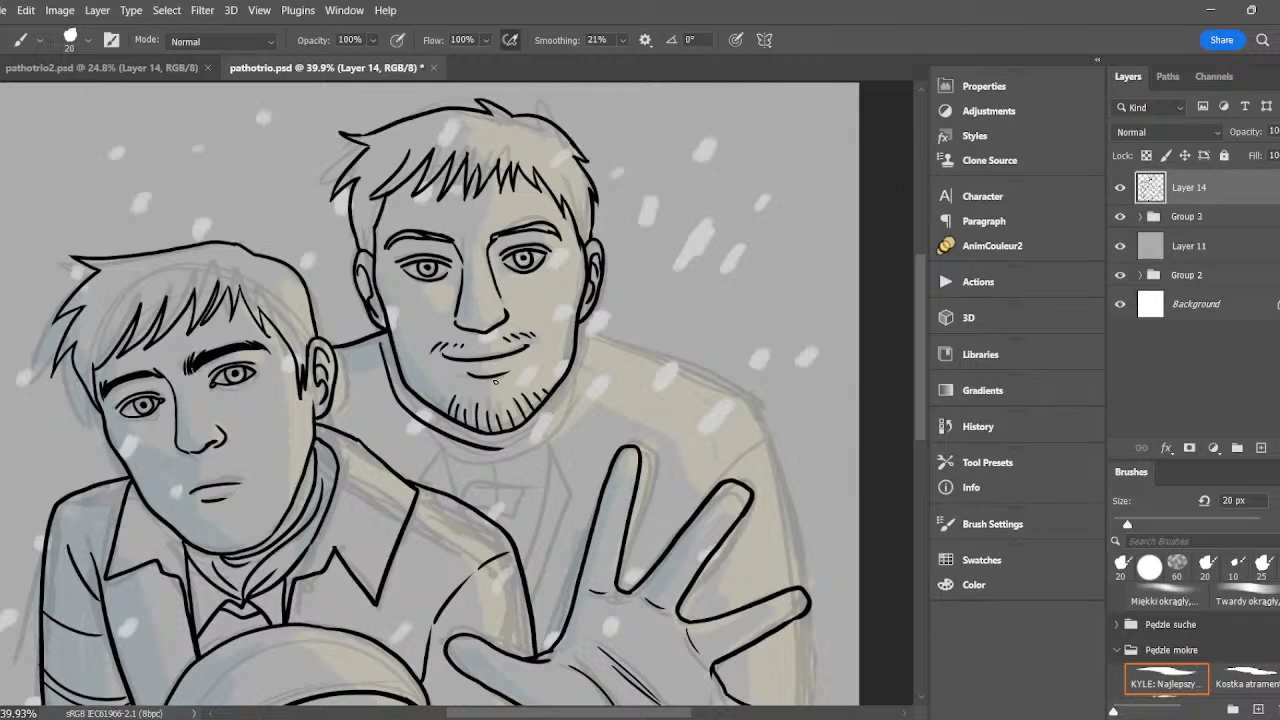 Edit Image Layer Type Select Filter 3D View Plugins Window Help
20 Mode: Normal Opacity: 100% Flow: 100% Smoothing: 21% 0° Share
pathotrio2.psd @ 24.8% (Layer 14, RGB/8) × pathotrio.psd @ 39.9% (Layer 14, RGB/8) * ×
Properties
Adjustments
Styles
Clone Source
Character
Paragraph
AnimCouleur2
Actions
3D
Libraries
Gradients
History
Tool Presets
Info
Brush Settings
Swatches
Color
Layers Paths Channels
Kind
Normal Opacity: 10
Lock: Fill: 10
Layer 14
Group 3
Layer 11
Group 2
Background
Brushes
Size: 20 px
Search Brushes
20 60 20 10 25
Miękki okrągły,... Twardy okrągły,
Pędzle suche
Pędzle mokre
KYLE: Najlepszy... Kostka atrament
39.93% sRGB IEC61966-2.1 (8bpc)